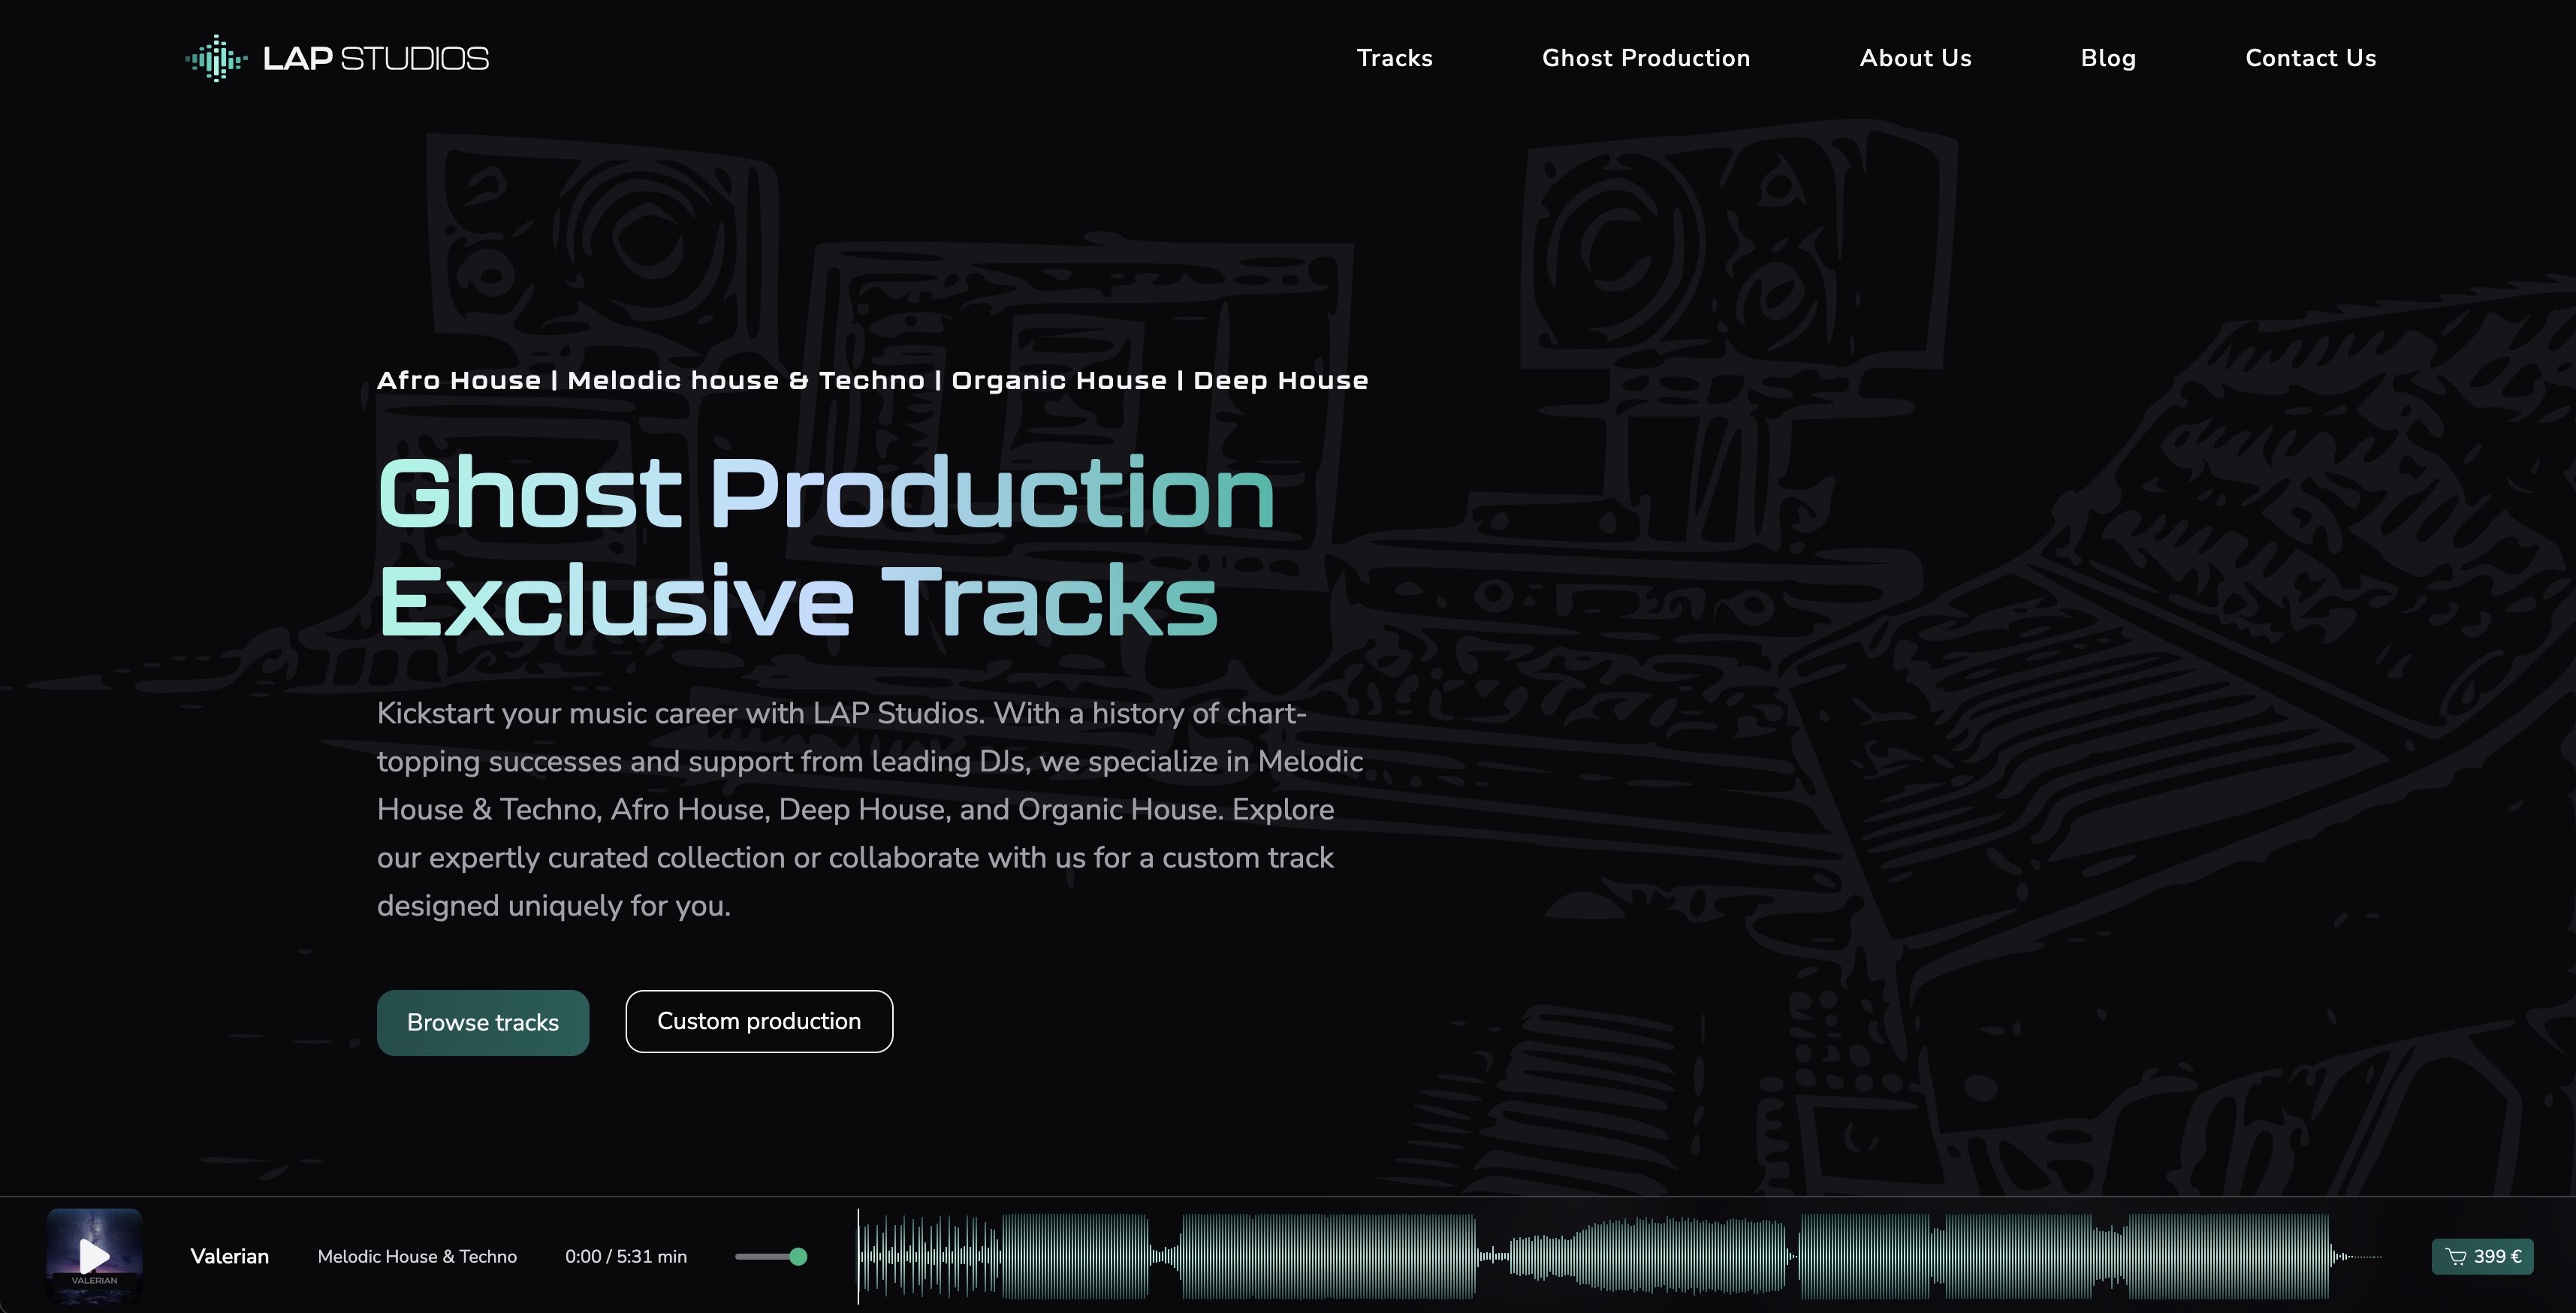 LAP STUDIOS
Tracks
Ghost Production
About Us
Blog
Contact Us
Afro House | Melodic house & Techno | Organic House | Deep House
Ghost Production
Exclusive Tracks
Kickstart your music career with LAP Studios. With a history of chart-
topping successes and support from leading DJs, we specialize in Melodic
House & Techno, Afro House, Deep House, and Organic House. Explore
our expertly curated collection or collaborate with us for a custom track
designed uniquely for you.
Browse tracks
Custom production
VALERIAN
Valerian
Melodic House & Techno
0:00 / 5:31 min
399 €